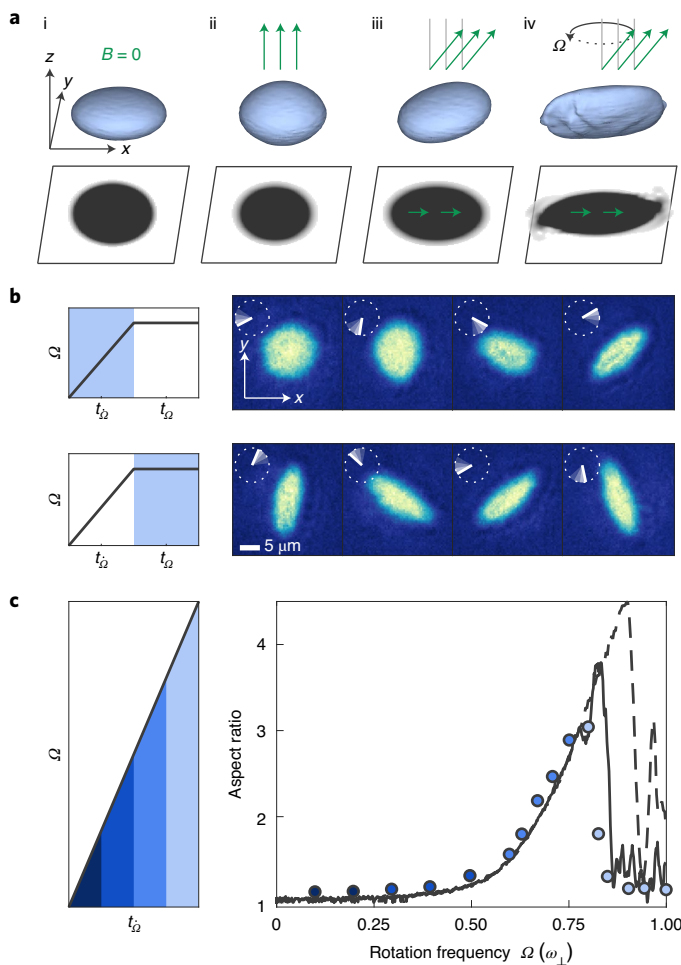 a
i
ii
iii
iv
B = 0
Ω
z
y
x
b
Ω
t_Ω̇
t_Ω
y
x
Ω
t_Ω̇
t_Ω
5 μm
c
Ω
t_Ω̇
Aspect ratio
4
3
2
1
0
0.25
0.50
0.75
1.00
Rotation frequency Ω (ω⊥)